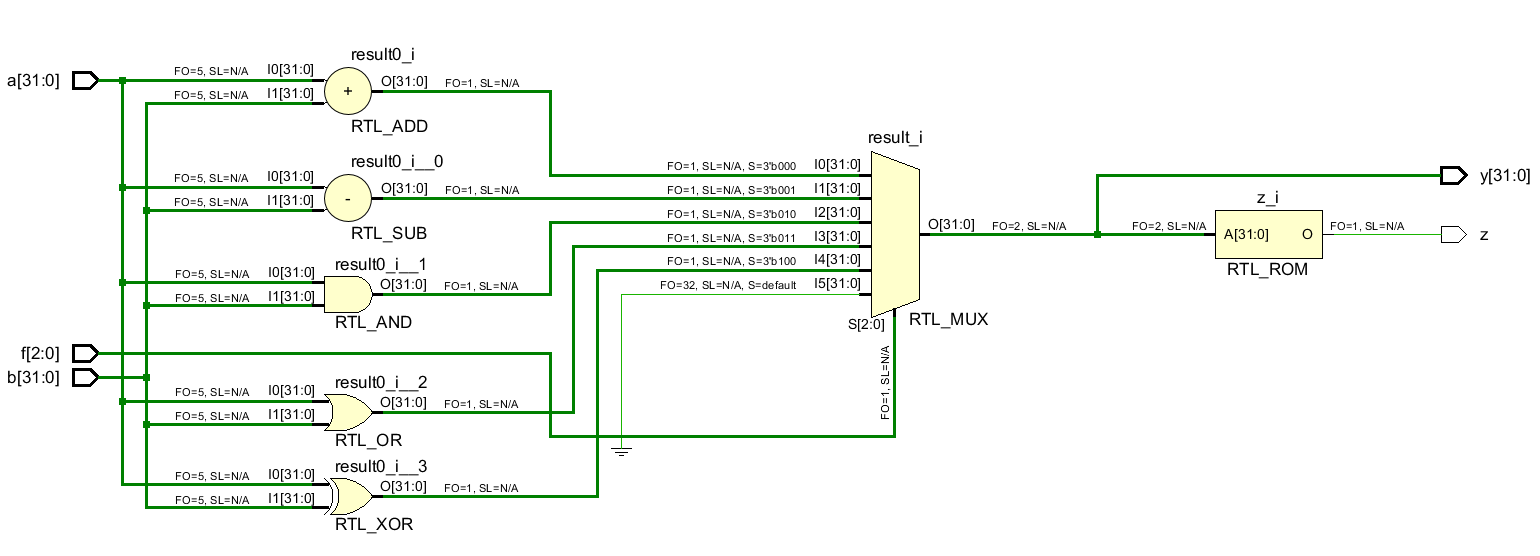 result0_i
a[31:0]
FO=5, SL=N/A
I0[31:0]
O[31:0]
FO=1, SL=N/A
FO=5, SL=N/A
I1[31:0]
+
RTL_ADD
result0_i__0
FO=5, SL=N/A
I0[31:0]
O[31:0]
FO=1, SL=N/A
FO=5, SL=N/A
I1[31:0]
-
RTL_SUB
result0_i__1
FO=5, SL=N/A
I0[31:0]
O[31:0]
FO=1, SL=N/A
FO=5, SL=N/A
I1[31:0]
RTL_AND
f[2:0]
b[31:0]
result0_i__2
FO=5, SL=N/A
I0[31:0]
O[31:0]
FO=1, SL=N/A
FO=5, SL=N/A
I1[31:0]
RTL_OR
result0_i__3
FO=5, SL=N/A
I0[31:0]
O[31:0]
FO=1, SL=N/A
FO=5, SL=N/A
I1[31:0]
RTL_XOR
result_i
FO=1, SL=N/A, S=3'b000
I0[31:0]
FO=1, SL=N/A, S=3'b001
I1[31:0]
FO=1, SL=N/A, S=3'b010
I2[31:0]
FO=1, SL=N/A, S=3'b011
I3[31:0]
FO=1, SL=N/A, S=3'b100
I4[31:0]
FO=32, SL=N/A, S=default
I5[31:0]
S[2:0]
RTL_MUX
FO=1, SL=N/A
O[31:0]
FO=2, SL=N/A
FO=2, SL=N/A
z_i
A[31:0]
O
RTL_ROM
FO=1, SL=N/A
y[31:0]
z